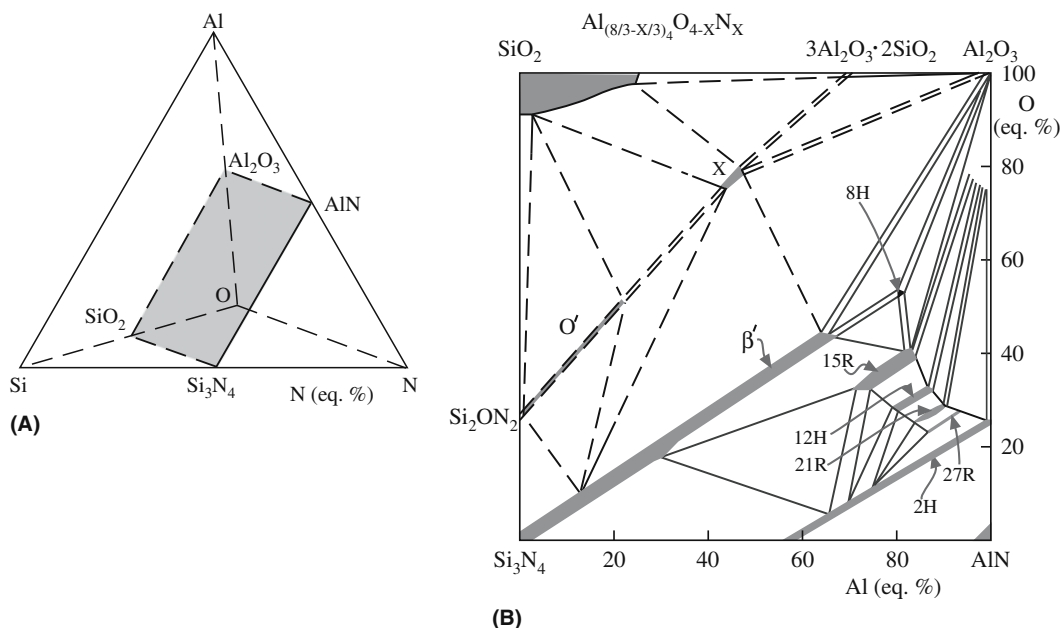 Al
Al₂O₃
AlN
O
SiO₂
Si
Si₃N₄
N (eq. %)
N
(A)
Al(8/3-X/3)₄O₄₋XNX
SiO₂
3Al₂O₃·2SiO₂
Al₂O₃
100
O
(eq. %)
80
X
8H
60
O′
β′
15R
40
Si₂ON₂
12H
21R
27R
20
2H
Si₃N₄
20
40
60
80
AlN
Al (eq. %)
(B)